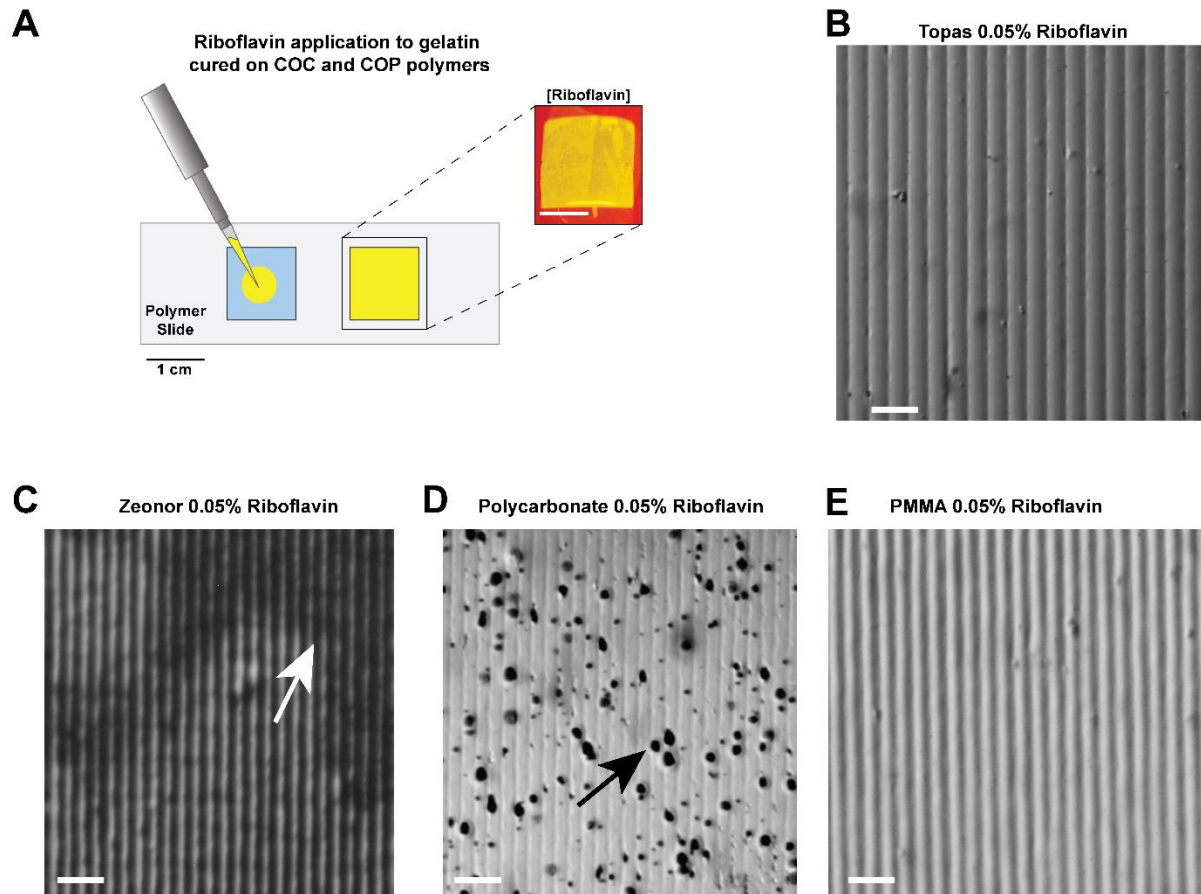 A
Riboflavin application to gelatin
cured on COC and COP polymers
[Riboflavin]
Polymer
Slide
1 cm
B
Topas 0.05% Riboflavin
C
Zeonor 0.05% Riboflavin
D
Polycarbonate 0.05% Riboflavin
E
PMMA 0.05% Riboflavin